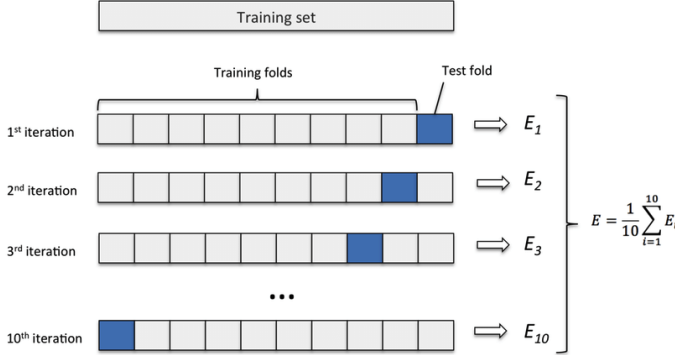 Training set
Training folds
Test fold
1st iteration
E1
2nd iteration
E2
3rd iteration
E3
E = 1/10 ∑ i=1 10 Ei
...
10th iteration
E10